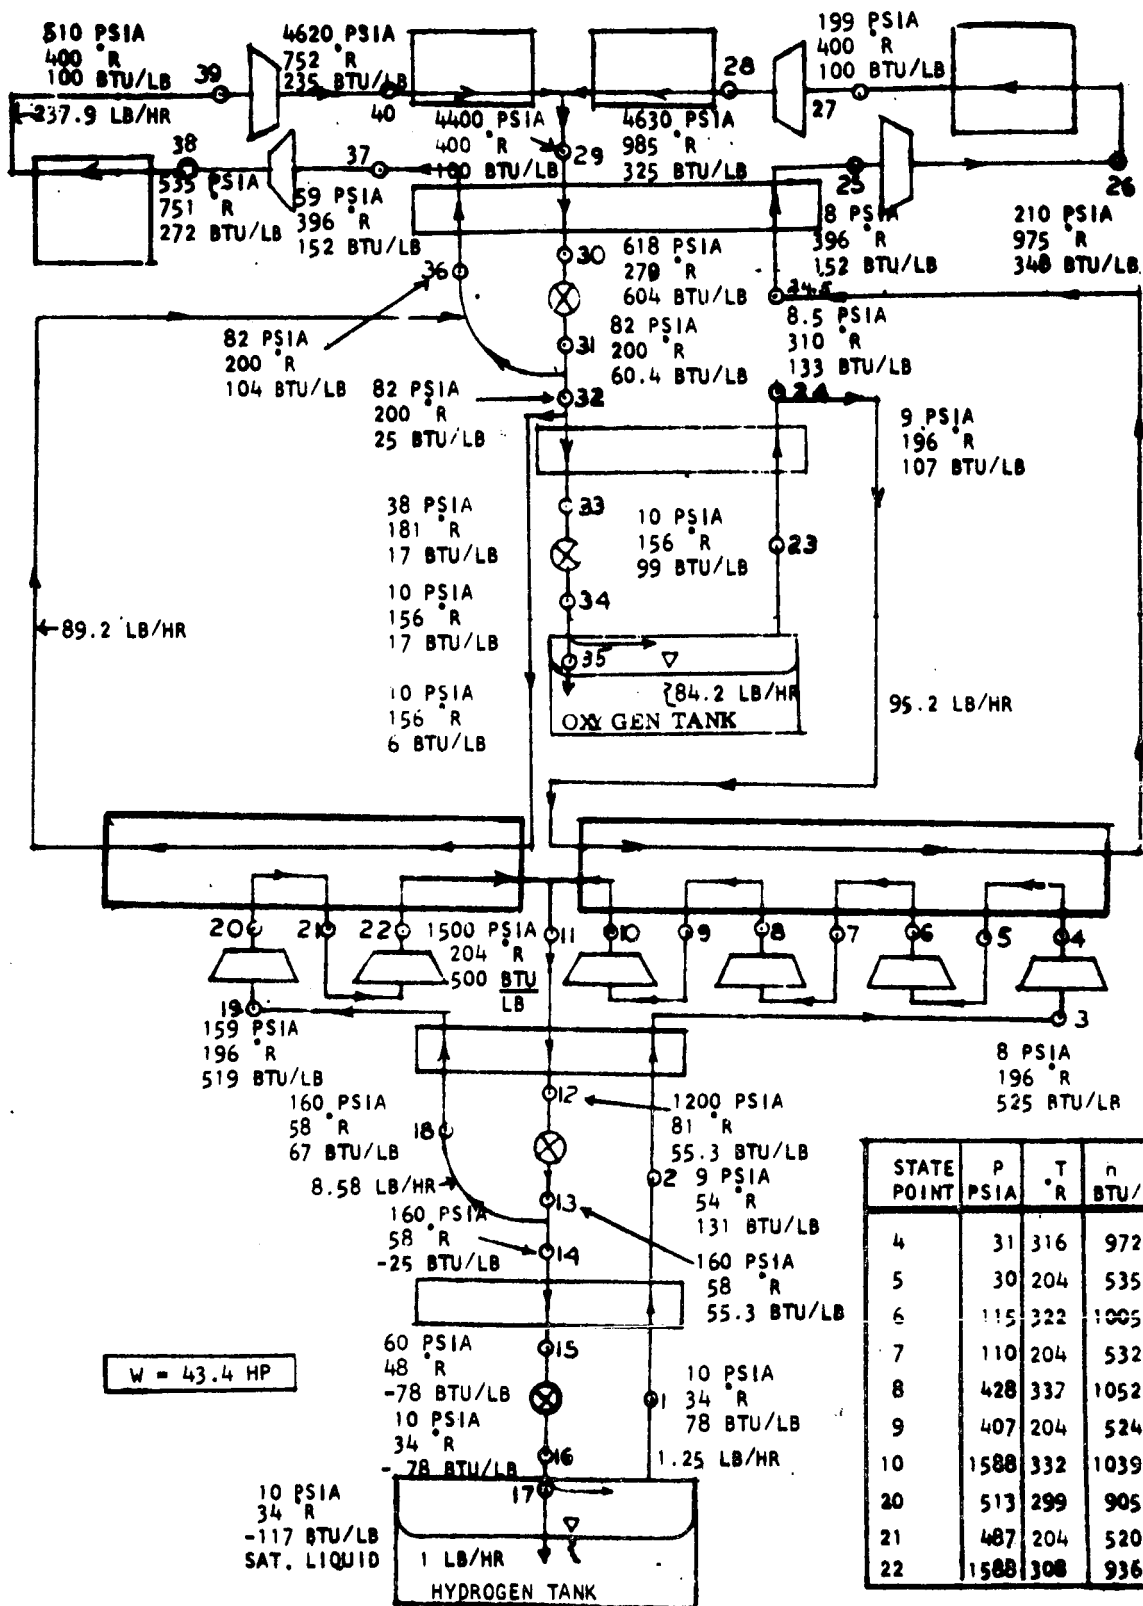 510 PSIA
400 °R
100 BTU/LB
39
4620 PSIA
752 °R
235 BTU/LB
40
28
199 PSIA
400 °R
100 BTU/LB
27
237.9 LB/HR
38
535 PSIA
751 °R
272 BTU/LB
37
59 PSIA
396 °R
152 BTU/LB
4400 PSIA
400 °R
100 BTU/LB
29
4630 PSIA
985 °R
325 BTU/LB
25
8 PSIA
396 °R
152 BTU/LB
26
210 PSIA
975 °R
348 BTU/LB
36
30
618 PSIA
270 °R
604 BTU/LB
24.5
8.5 PSIA
310 °R
133 BTU/LB
82 PSIA
200 °R
104 BTU/LB
31
82 PSIA
200 °R
60.4 BTU/LB
32
82 PSIA
200 °R
25 BTU/LB
24
9 PSIA
196 °R
107 BTU/LB
33
38 PSIA
181 °R
17 BTU/LB
10 PSIA
156 °R
99 BTU/LB
23
34
10 PSIA
156 °R
17 BTU/LB
89.2 LB/HR
35
84.2 LB/HR
OXYGEN TANK
95.2 LB/HR
10 PSIA
156 °R
6 BTU/LB
20
21
22
1500 PSIA
204 °R
500 BTU
LB
11
10
9
8
7
6
5
4
19
159 PSIA
196 °R
519 BTU/LB
3
8 PSIA
196 °R
525 BTU/LB
12
1200 PSIA
81 °R
55.3 BTU/LB
160 PSIA
58 °R
67 BTU/LB
18
8.58 LB/HR
13
2
9 PSIA
54 °R
131 BTU/LB
160 PSIA
58 °R
-25 BTU/LB
14
160 PSIA
58 °R
55.3 BTU/LB
15
60 PSIA
48 °R
-78 BTU/LB
W = 43.4 HP
1
10 PSIA
34 °R
78 BTU/LB
10 PSIA
34 °R
-78 BTU/LB
16
1.25 LB/HR
17
10 PSIA
34 °R
-117 BTU/LB
SAT. LIQUID
1 LB/HR
HYDROGEN TANK
STATE POINT P PSIA T °R h BTU/
4 31 316 972
5 30 204 535
6 115 322 1005
7 110 204 532
8 428 337 1052
9 407 204 524
10 1588 332 1039
20 513 299 905
21 487 204 520
22 1588 308 936